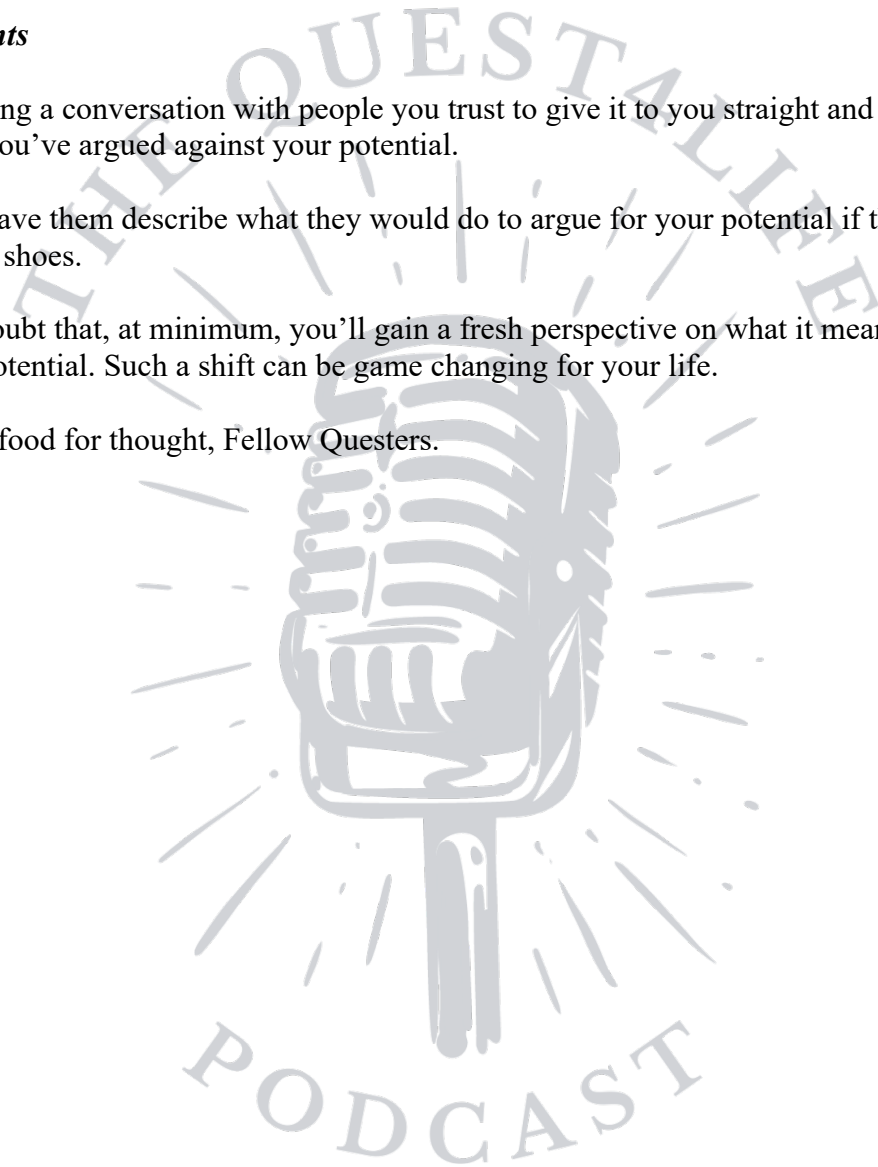 nts
THE QUEST4LIFE
ng a conversation with people you trust to give it to you straight and
ou've argued against your potential.
ave them describe what they would do to argue for your potential if t
shoes.
oubt that, at minimum, you'll gain a fresh perspective on what it mear
otential. Such a shift can be game changing for your life.
food for thought, Fellow Questers.
PODCAST